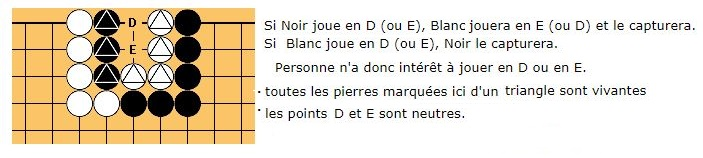 D
E
Si Noir joue en D (ou E), Blanc jouera en E (ou D) et le capturera.
Si Blanc joue en D (ou E), Noir le capturera.
Personne n'a donc intérêt à jouer en D ou en E.
· toutes les pierres marquées ici d'un triangle sont vivantes
· les points D et E sont neutres.